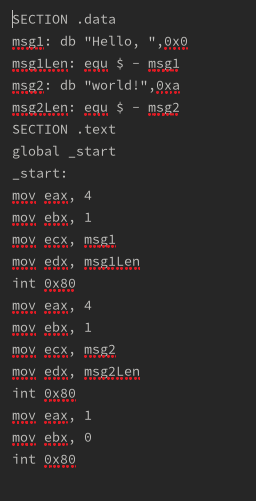 SECTION .data
msg1: db "Hello, ",0x0
msg1Len: equ $ - msg1
msg2: db "world!",0xa
msg2Len: equ $ - msg2
SECTION .text
global _start
_start:
mov eax, 4
mov ebx, 1
mov ecx, msg1
mov edx, msg1Len
int 0x80
mov eax, 4
mov ebx, 1
mov ecx, msg2
mov edx, msg2Len
int 0x80
mov eax, 1
mov ebx, 0
int 0x80